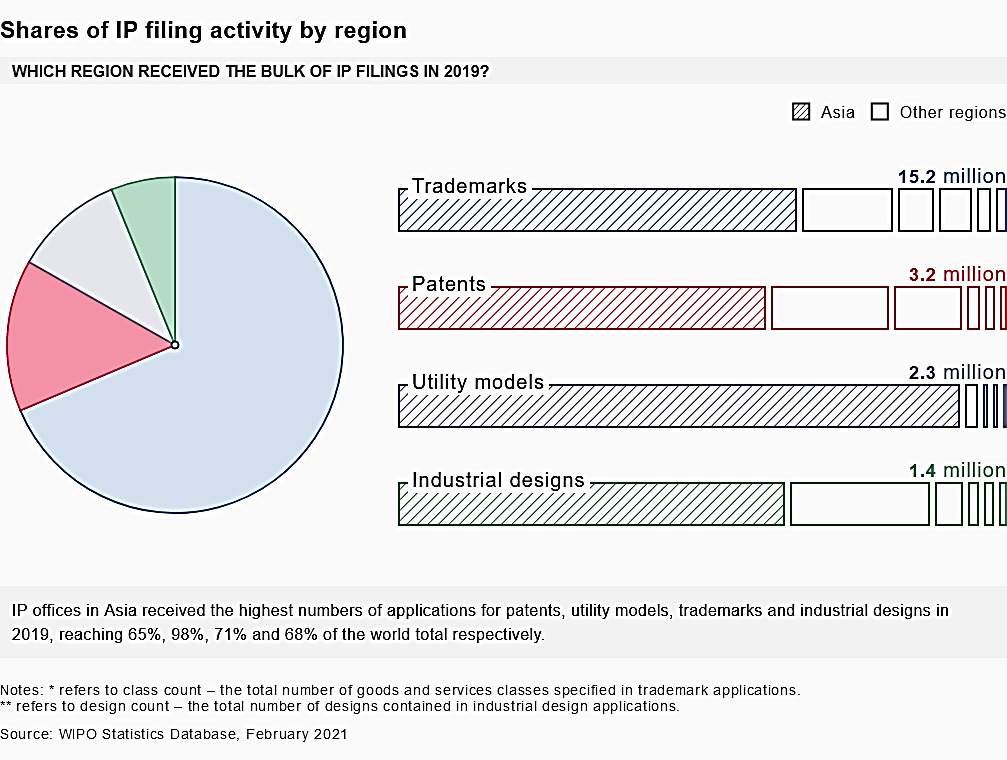 Shares of IP filing activity by region
WHICH REGION RECEIVED THE BULK OF IP FILINGS IN 2019?
Asia Other regions
Trademarks 15.2 million
Patents 3.2 million
Utility models 2.3 million
Industrial designs 1.4 million
IP offices in Asia received the highest numbers of applications for patents, utility models, trademarks and industrial designs in
2019, reaching 65%, 98%, 71% and 68% of the world total respectively.
Notes: * refers to class count – the total number of goods and services classes specified in trademark applications.
** refers to design count – the total number of designs contained in industrial design applications.
Source: WIPO Statistics Database, February 2021